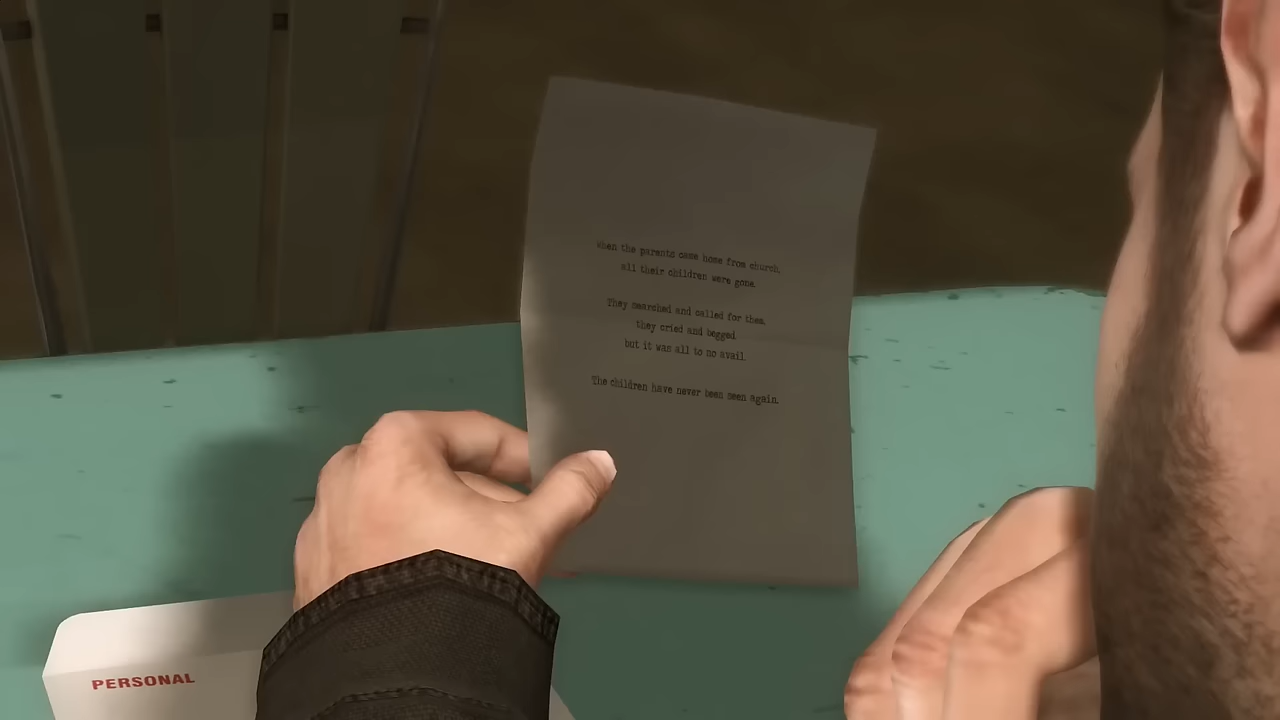 When the parents came home from church,
all their children were gone.
They searched and called for them,
they cried and begged
but it was all to no avail.
The children have never been seen again.
PERSONAL